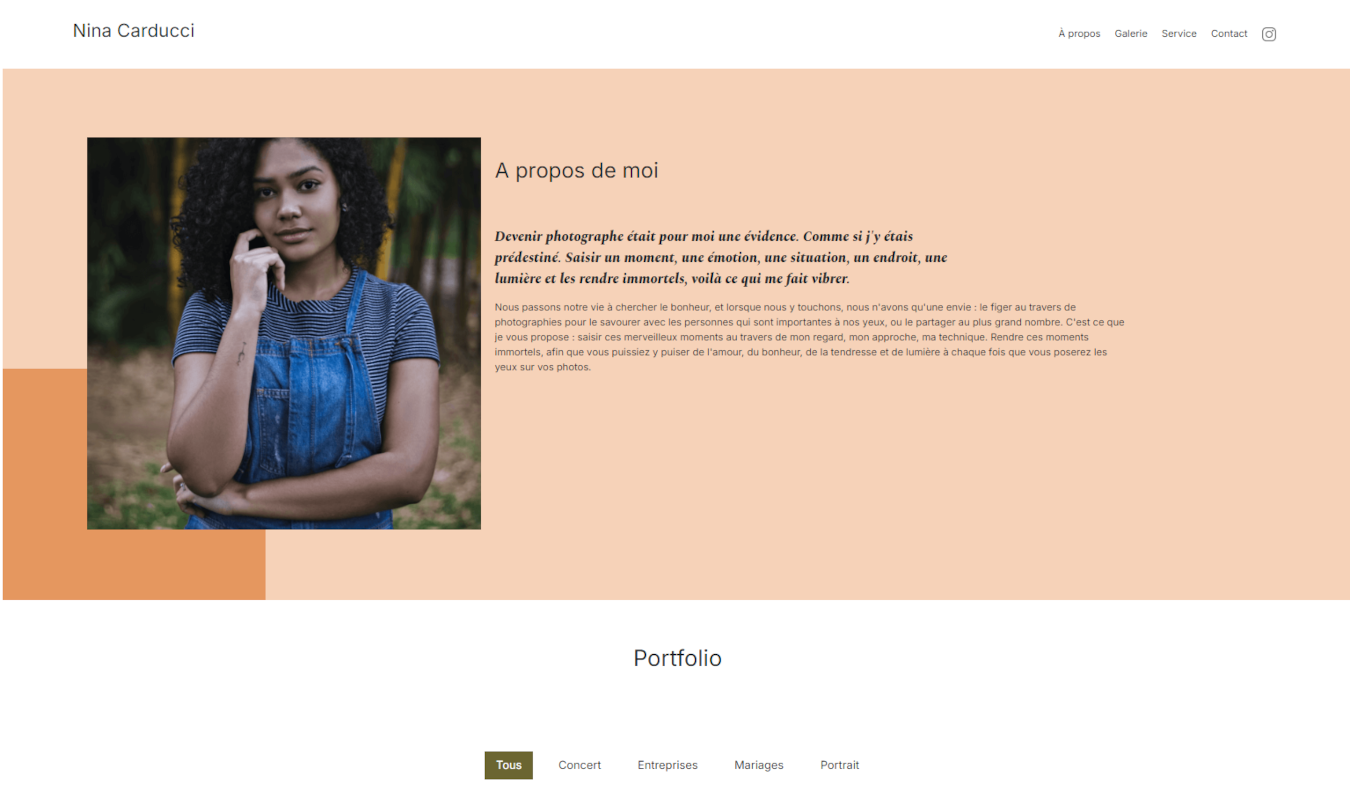 Nina Carducci
À propos Galerie Service Contact
A propos de moi
Devenir photographe était pour moi une évidence. Comme si j'y étais
prédestiné. Saisir un moment, une émotion, une situation, un endroit, une
lumière et les rendre immortels, voilà ce qui me fait vibrer.
Nous passons notre vie à chercher le bonheur, et lorsque nous y touchons, nous n'avons qu'une envie : le figer au travers de
photographies pour le savourer avec les personnes qui sont importantes à nos yeux, ou le partager au plus grand nombre. C'est ce que
je vous propose : saisir ces merveilleux moments au travers de mon regard, mon approche, ma technique. Rendre ces moments
immortels, afin que vous puissiez y puiser de l'amour, du bonheur, de la tendresse et de lumière à chaque fois que vous poserez les
yeux sur vos photos.
Portfolio
Tous Concert Entreprises Mariages Portrait